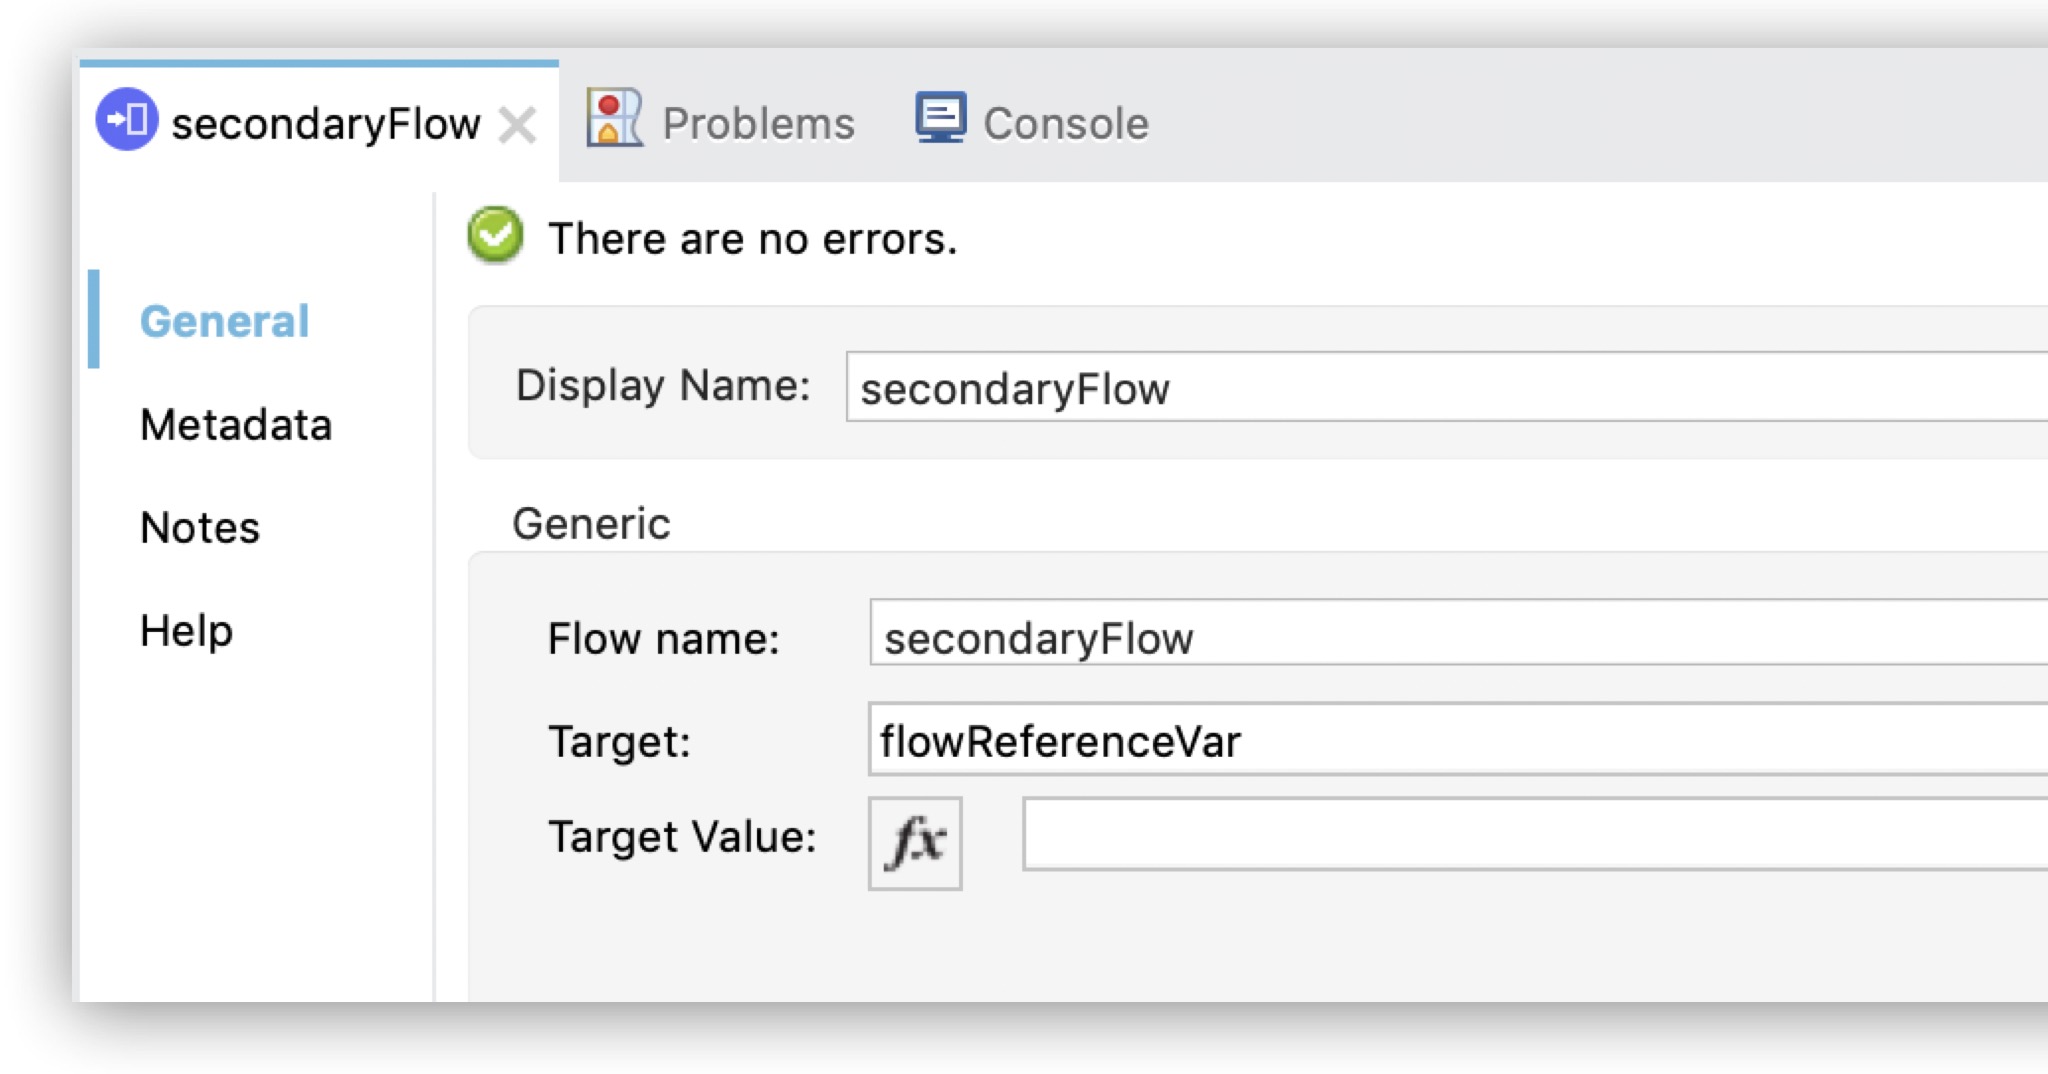 secondaryFlow
Problems
Console
There are no errors.
General
Metadata
Notes
Help
Display Name: secondaryFlow
Generic
Flow name: secondaryFlow
Target: flowReferenceVar
Target Value: fx